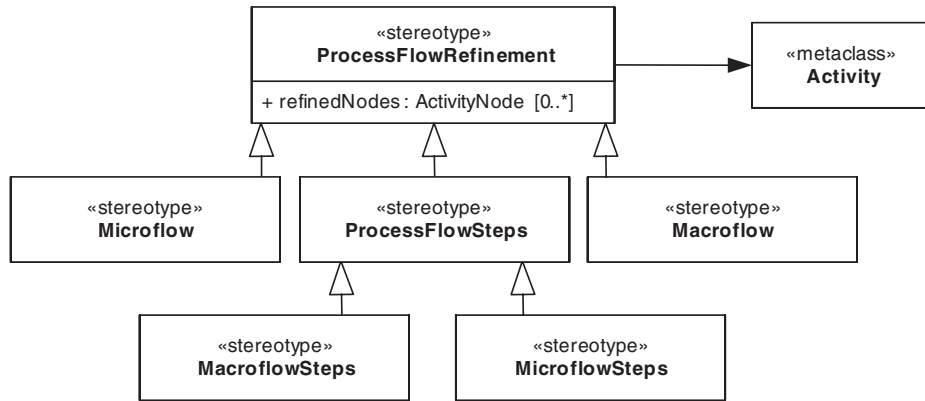 «stereotype»
ProcessFlowRefinement
+ refinedNodes : ActivityNode [0..*]
«metaclass»
Activity
«stereotype»
Microflow
«stereotype»
ProcessFlowSteps
«stereotype»
Macroflow
«stereotype»
MacroflowSteps
«stereotype»
MicroflowSteps